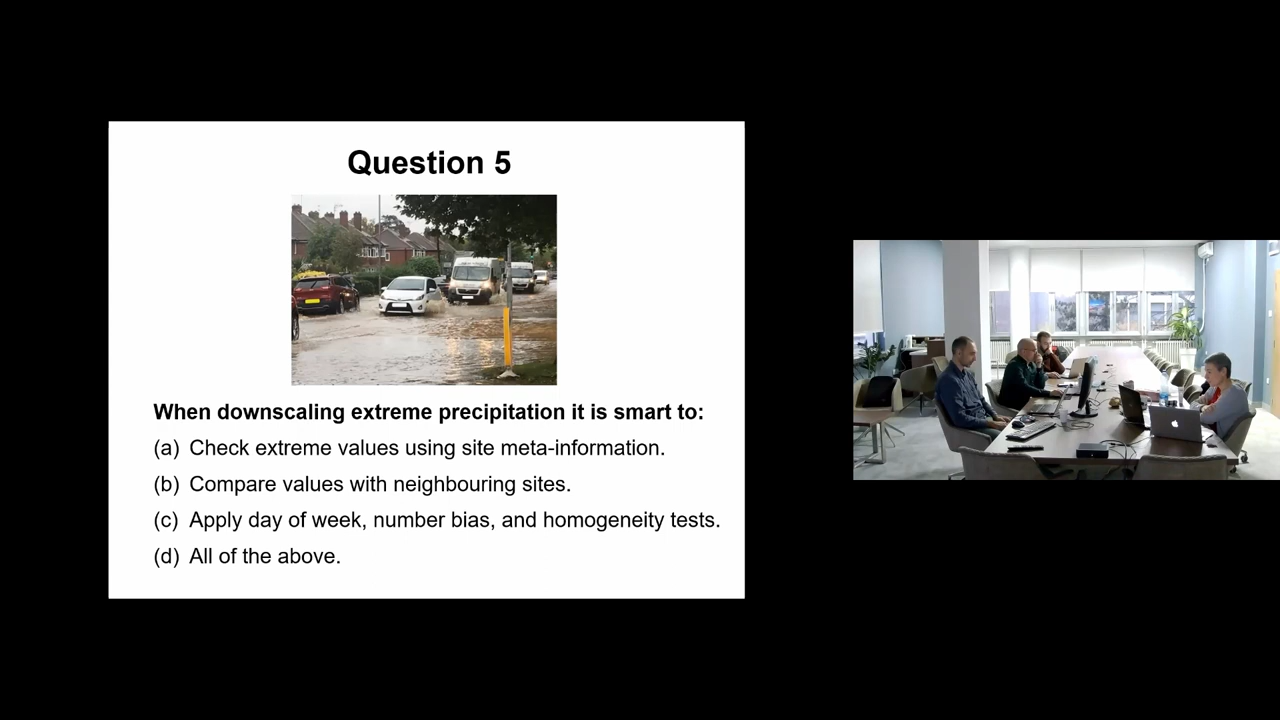 Question 5
When downscaling extreme precipitation it is smart to:
(a) Check extreme values using site meta-information.
(b) Compare values with neighbouring sites.
(c) Apply day of week, number bias, and homogeneity tests.
(d) All of the above.